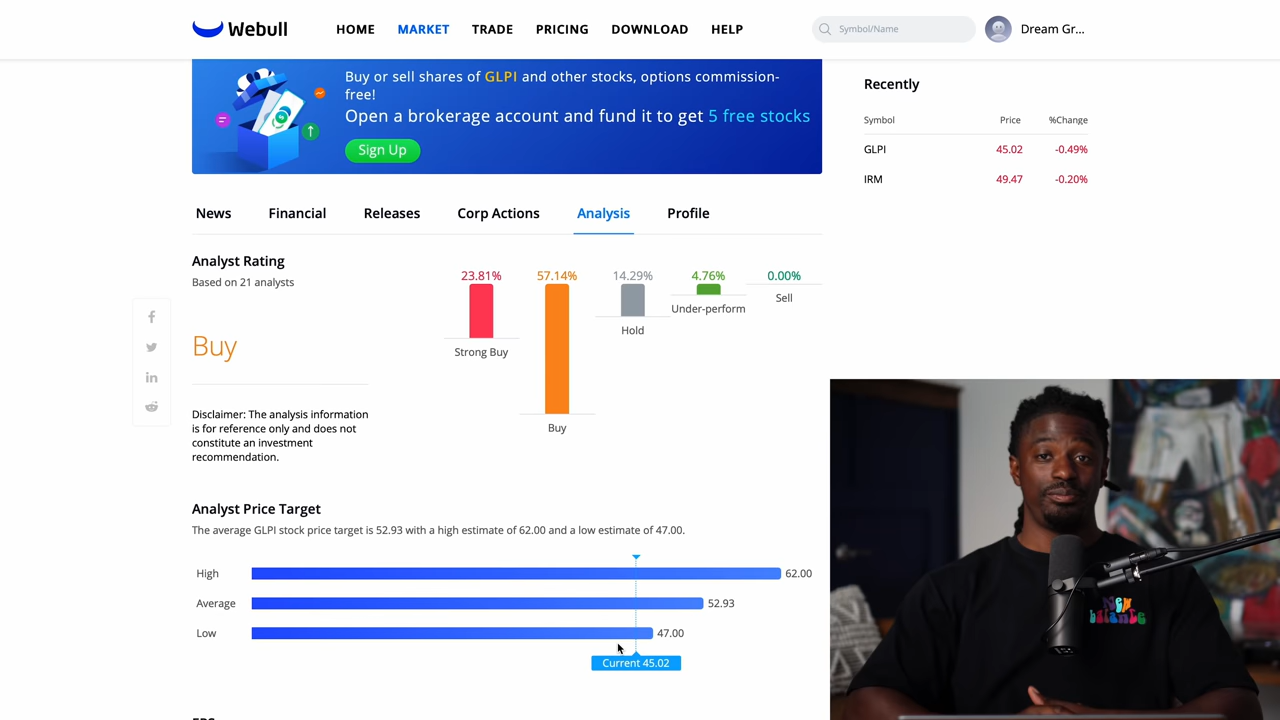 Webull
HOME
MARKET
TRADE
PRICING
DOWNLOAD
HELP
Symbol/Name
Dream Gr...
Buy or sell shares of GLPI and other stocks, options commission-
free!
Open a brokerage account and fund it to get 5 free stocks
Sign Up
Recently
Symbol Price %Change
GLPI 45.02 -0.49%
IRM 49.47 -0.20%
News
Financial
Releases
Corp Actions
Analysis
Profile
Analyst Rating
Based on 21 analysts
Buy
Disclaimer: The analysis information
is for reference only and does not
constitute an investment
recommendation.
23.81%
Strong Buy
57.14%
Buy
14.29%
Hold
4.76%
Under-perform
0.00%
Sell
Analyst Price Target
The average GLPI stock price target is 52.93 with a high estimate of 62.00 and a low estimate of 47.00.
High 62.00
Average 52.93
Low 47.00
Current 45.02
New
balance